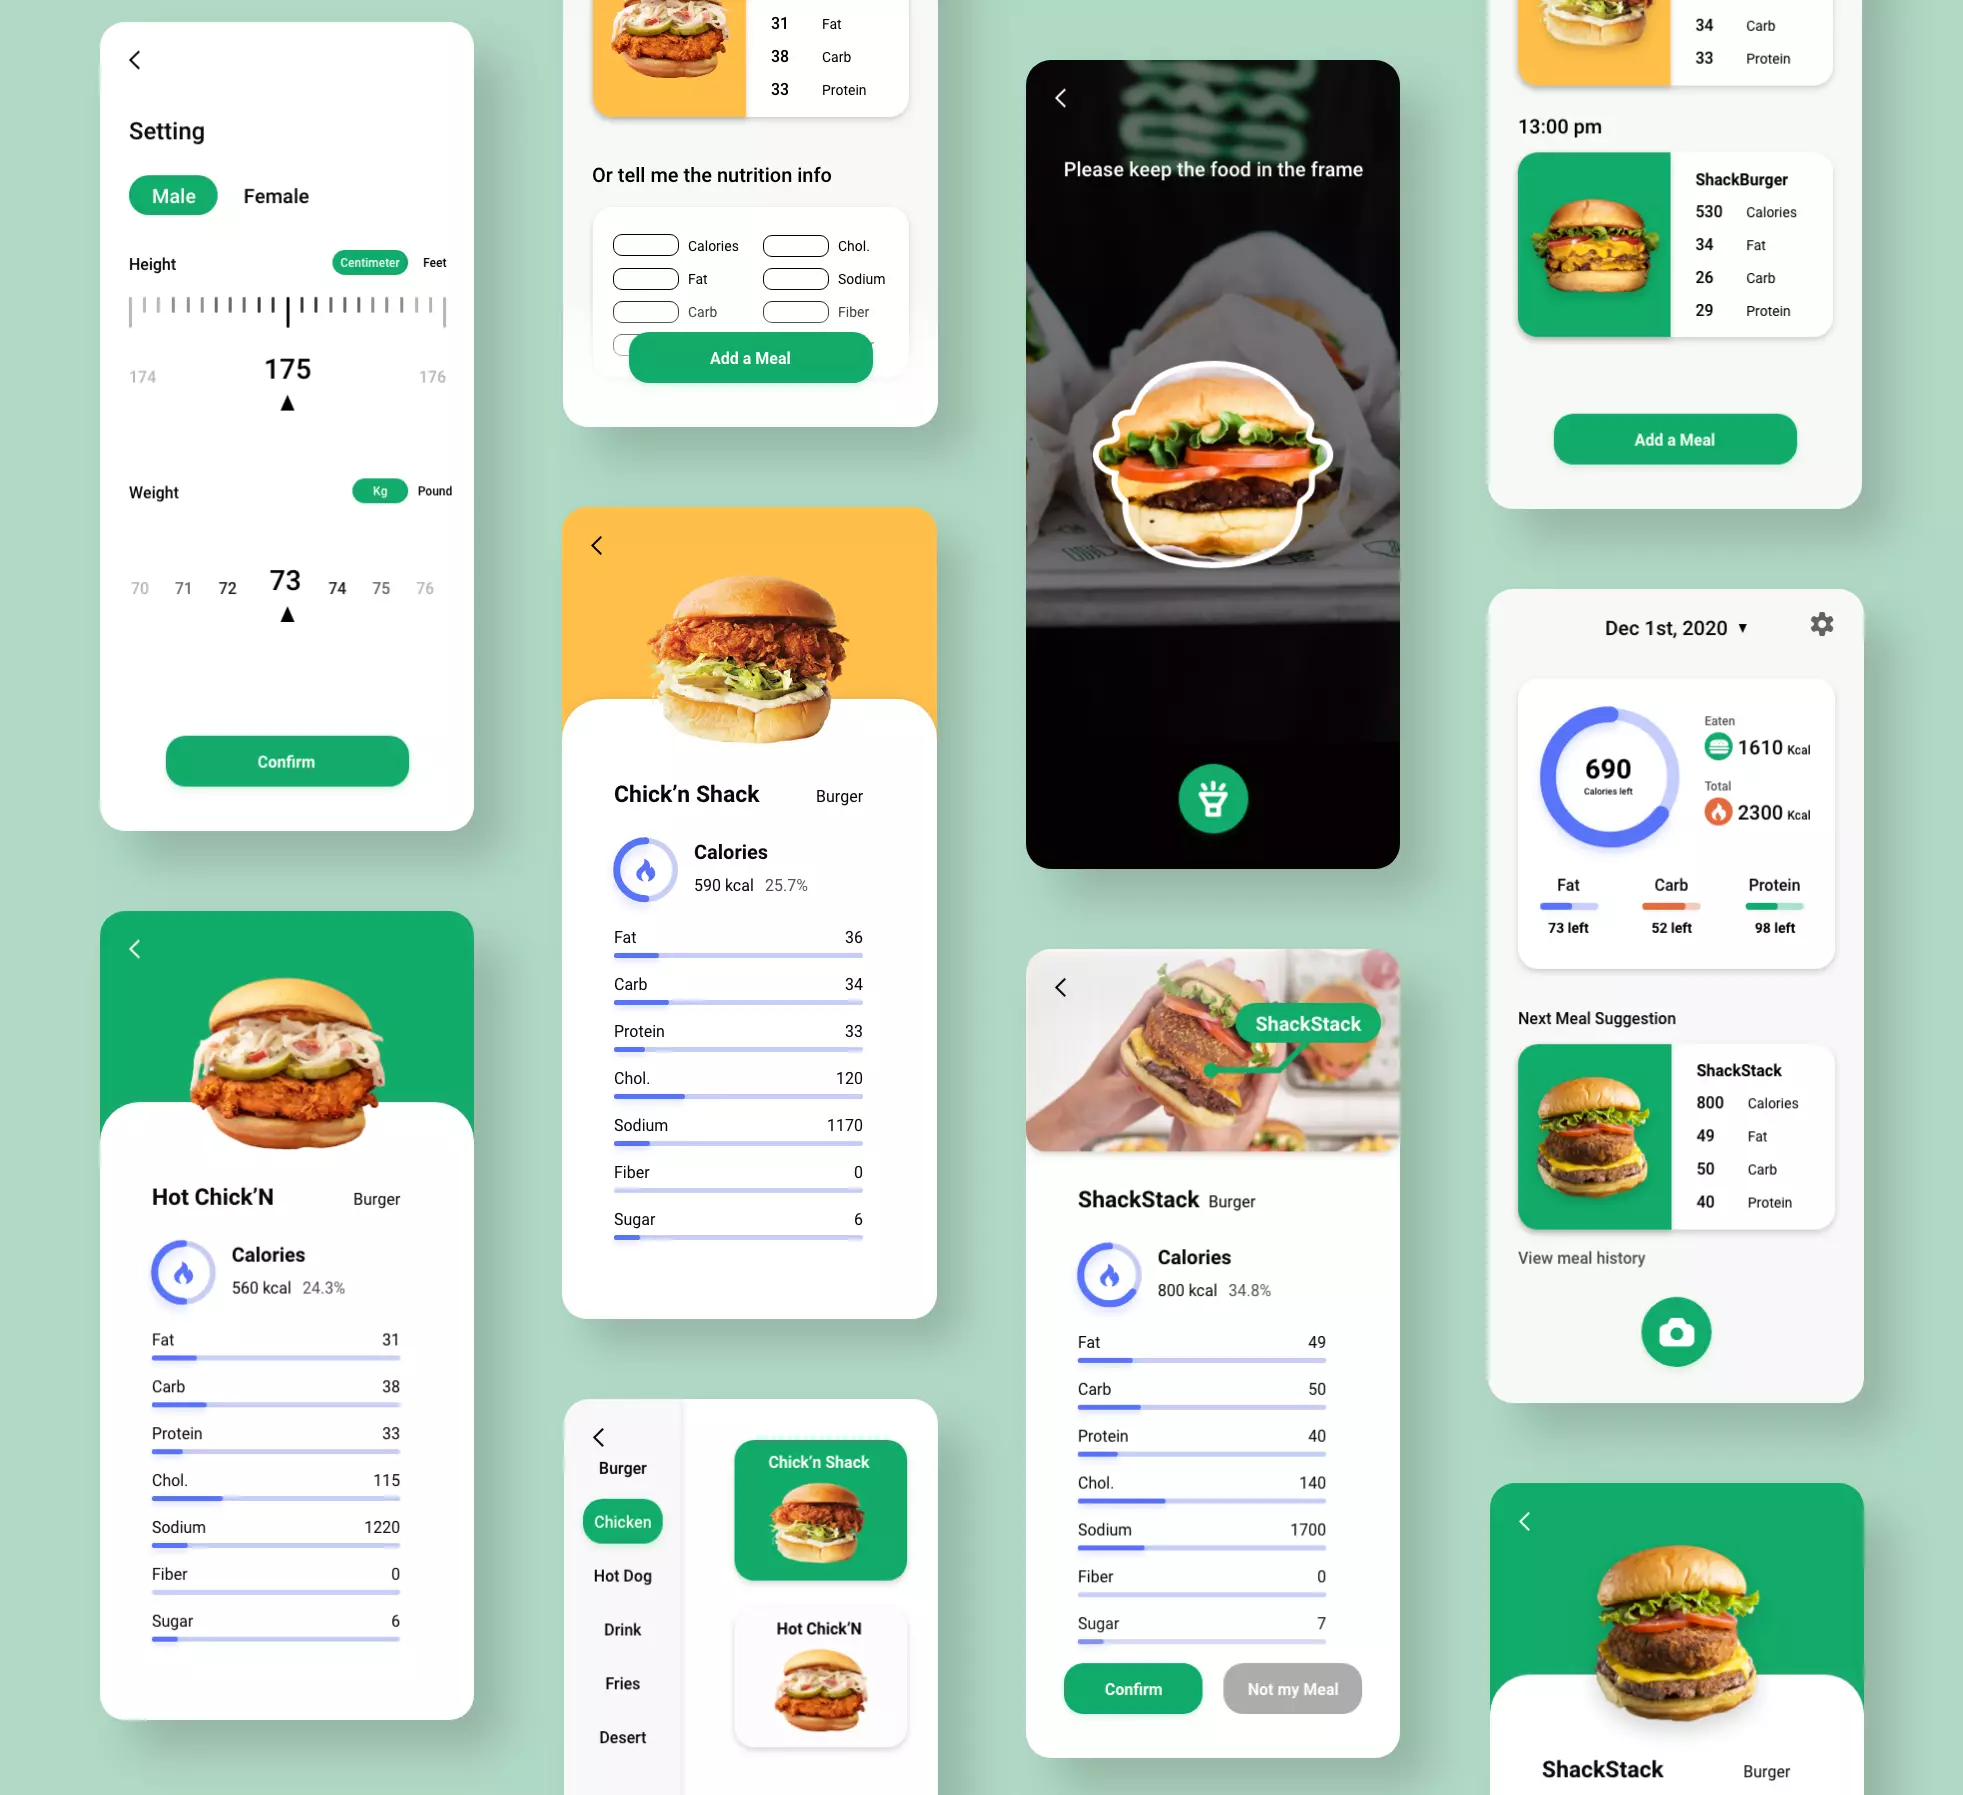 Setting
Male Female
Height Centimeter Feet
174 175 176
Weight Kg Pound
70 71 72 73 74 75 76
Confirm
Hot Chick’N Burger
Calories
560 kcal 24.3%
Fat 31
Carb 38
Protein 33
Chol. 115
Sodium 1220
Fiber 0
Sugar 6
31 Fat
38 Carb
33 Protein
Or tell me the nutrition info
Calories Chol.
Fat Sodium
Carb Fiber
Add a Meal
Chick’n Shack Burger
Calories
590 kcal 25.7%
Fat 36
Carb 34
Protein 33
Chol. 120
Sodium 1170
Fiber 0
Sugar 6
Burger
Chicken
Hot Dog
Drink
Fries
Desert
Chick’n Shack
Hot Chick’N
Please keep the food in the frame
ShackStack
ShackStack Burger
Calories
800 kcal 34.8%
Fat 49
Carb 50
Protein 40
Chol. 140
Sodium 1700
Fiber 0
Sugar 7
Confirm Not my Meal
34 Carb
33 Protein
13:00 pm
ShackBurger
530 Calories
34 Fat
26 Carb
29 Protein
Add a Meal
Dec 1st, 2020
690
Calories left
Eaten
1610 Kcal
Total
2300 Kcal
Fat Carb Protein
73 left 52 left 98 left
Next Meal Suggestion
ShackStack
800 Calories
49 Fat
50 Carb
40 Protein
View meal history
ShackStack Burger